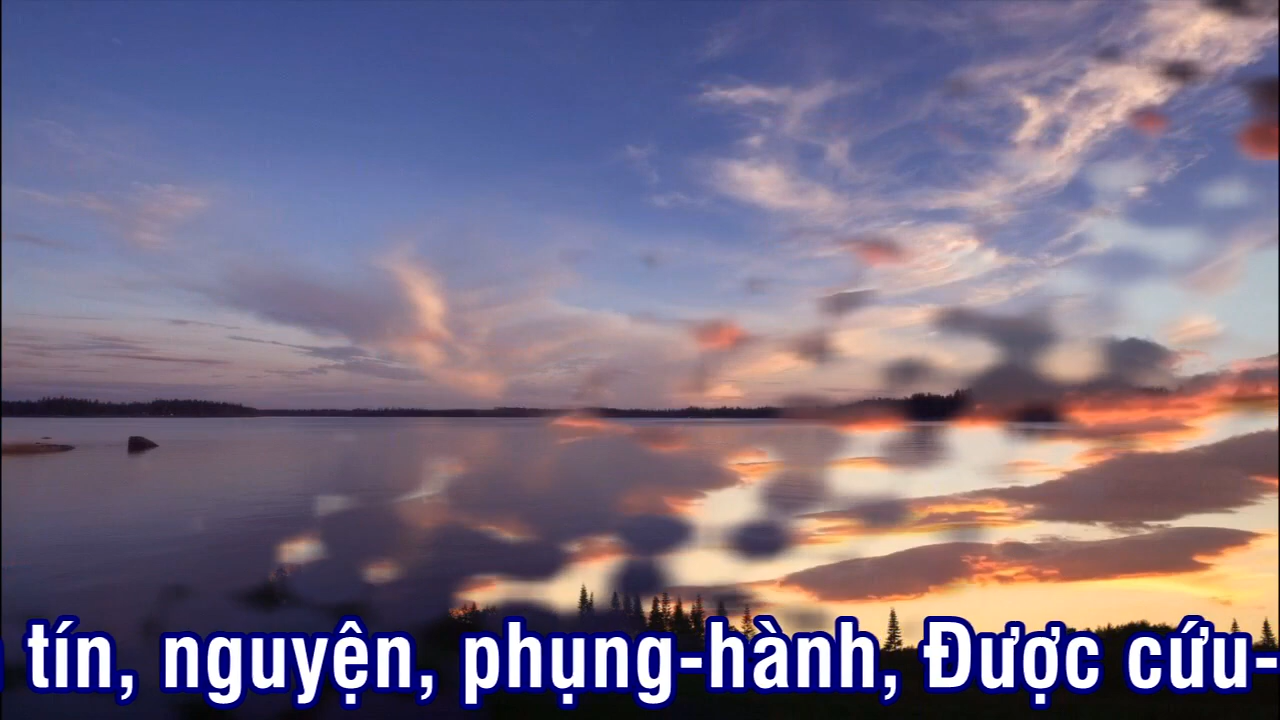 tín, nguyện, phụng-hành, Được cứu-